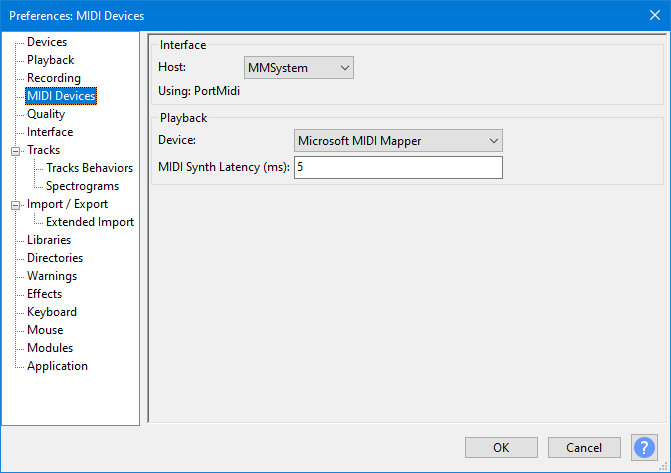 Preferences: MIDI Devices
Devices
Playback
Recording
MIDI Devices
Quality
Interface
Tracks
Tracks Behaviors
Spectrograms
Import / Export
Extended Import
Libraries
Directories
Warnings
Effects
Keyboard
Mouse
Modules
Application
Interface
Host: MMSystem
Using: PortMidi
Playback
Device: Microsoft MIDI Mapper
MIDI Synth Latency (ms): 5
OK Cancel ?